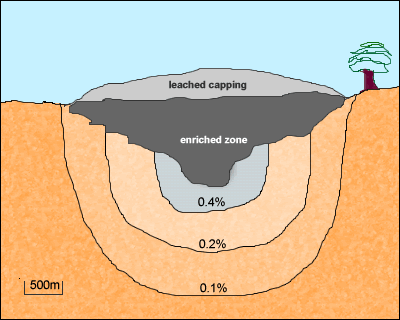 leached capping
enriched zone
0.4%
0.2%
0.1%
500m